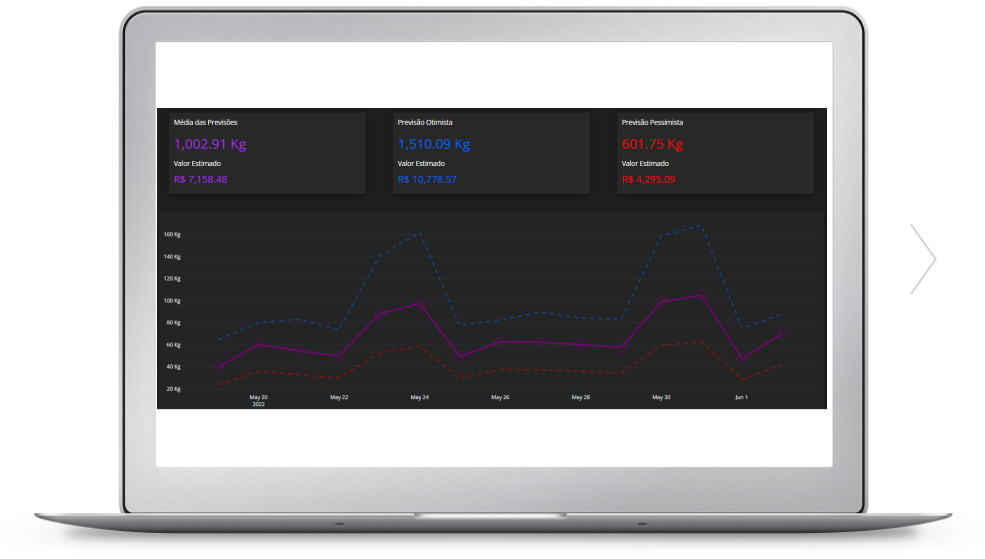 Média das Previsões
1,002.91 Kg
Valor Estimado
R$ 7,158.48
Previsão Otimista
1,510.09 Kg
Valor Estimado
R$ 10,778.57
Previsão Pessimista
601.75 Kg
Valor Estimado
R$ 4,295.09
160 Kg
140 Kg
120 Kg
100 Kg
80 Kg
60 Kg
40 Kg
20 Kg
May 20 May 22 May 24 May 26 May 28 May 30 Jun 1
2022